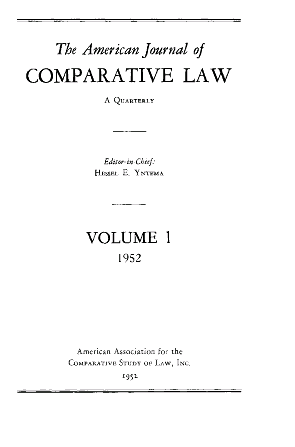 The American Journal of
COMPARATIVE LAW
A Quarterly
Editor-in Chief:
Hessel E. Yntema
VOLUME 1
1952
American Association for the
Comparative Study of Law, Inc.
1952